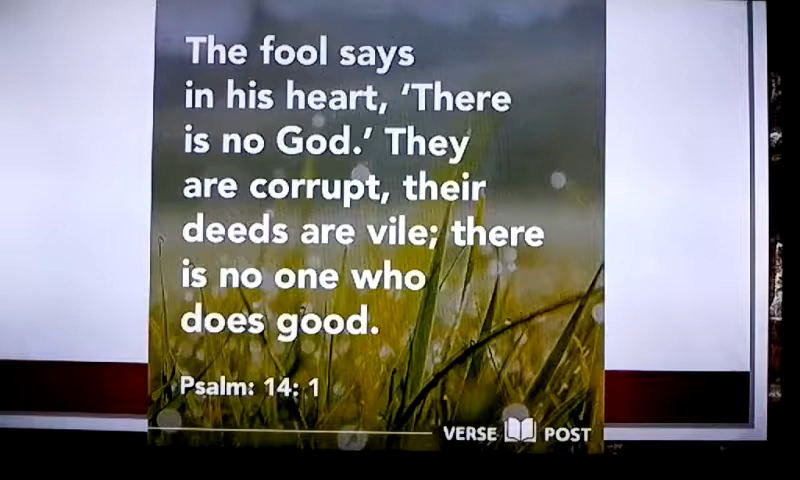 The fool says
in his heart, ‘There
is no God.’ They
are corrupt, their
deeds are vile; there
is no one who
does good.
Psalm: 14: 1
VERSE POST